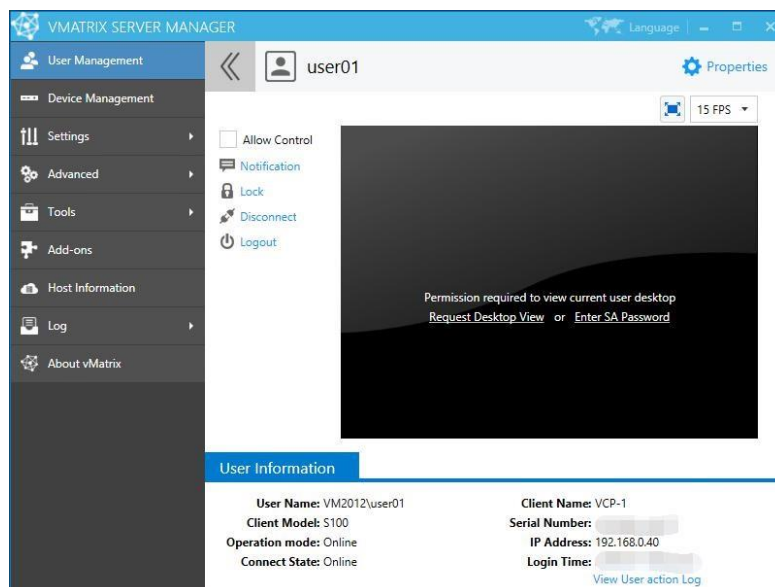 VMATRIX SERVER MANAGER
Language
User Management
Device Management
Settings
Advanced
Tools
Add-ons
Host Information
Log
About vMatrix
user01
Properties
15 FPS
Allow Control
Notification
Lock
Disconnect
Logout
Permission required to view current user desktop
Request Desktop View or Enter SA Password
User Information
User Name: VM2012\user01
Client Model: S100
Operation mode: Online
Connect State: Online
Client Name: VCP-1
Serial Number:
IP Address: 192.168.0.40
Login Time:
View User action Log